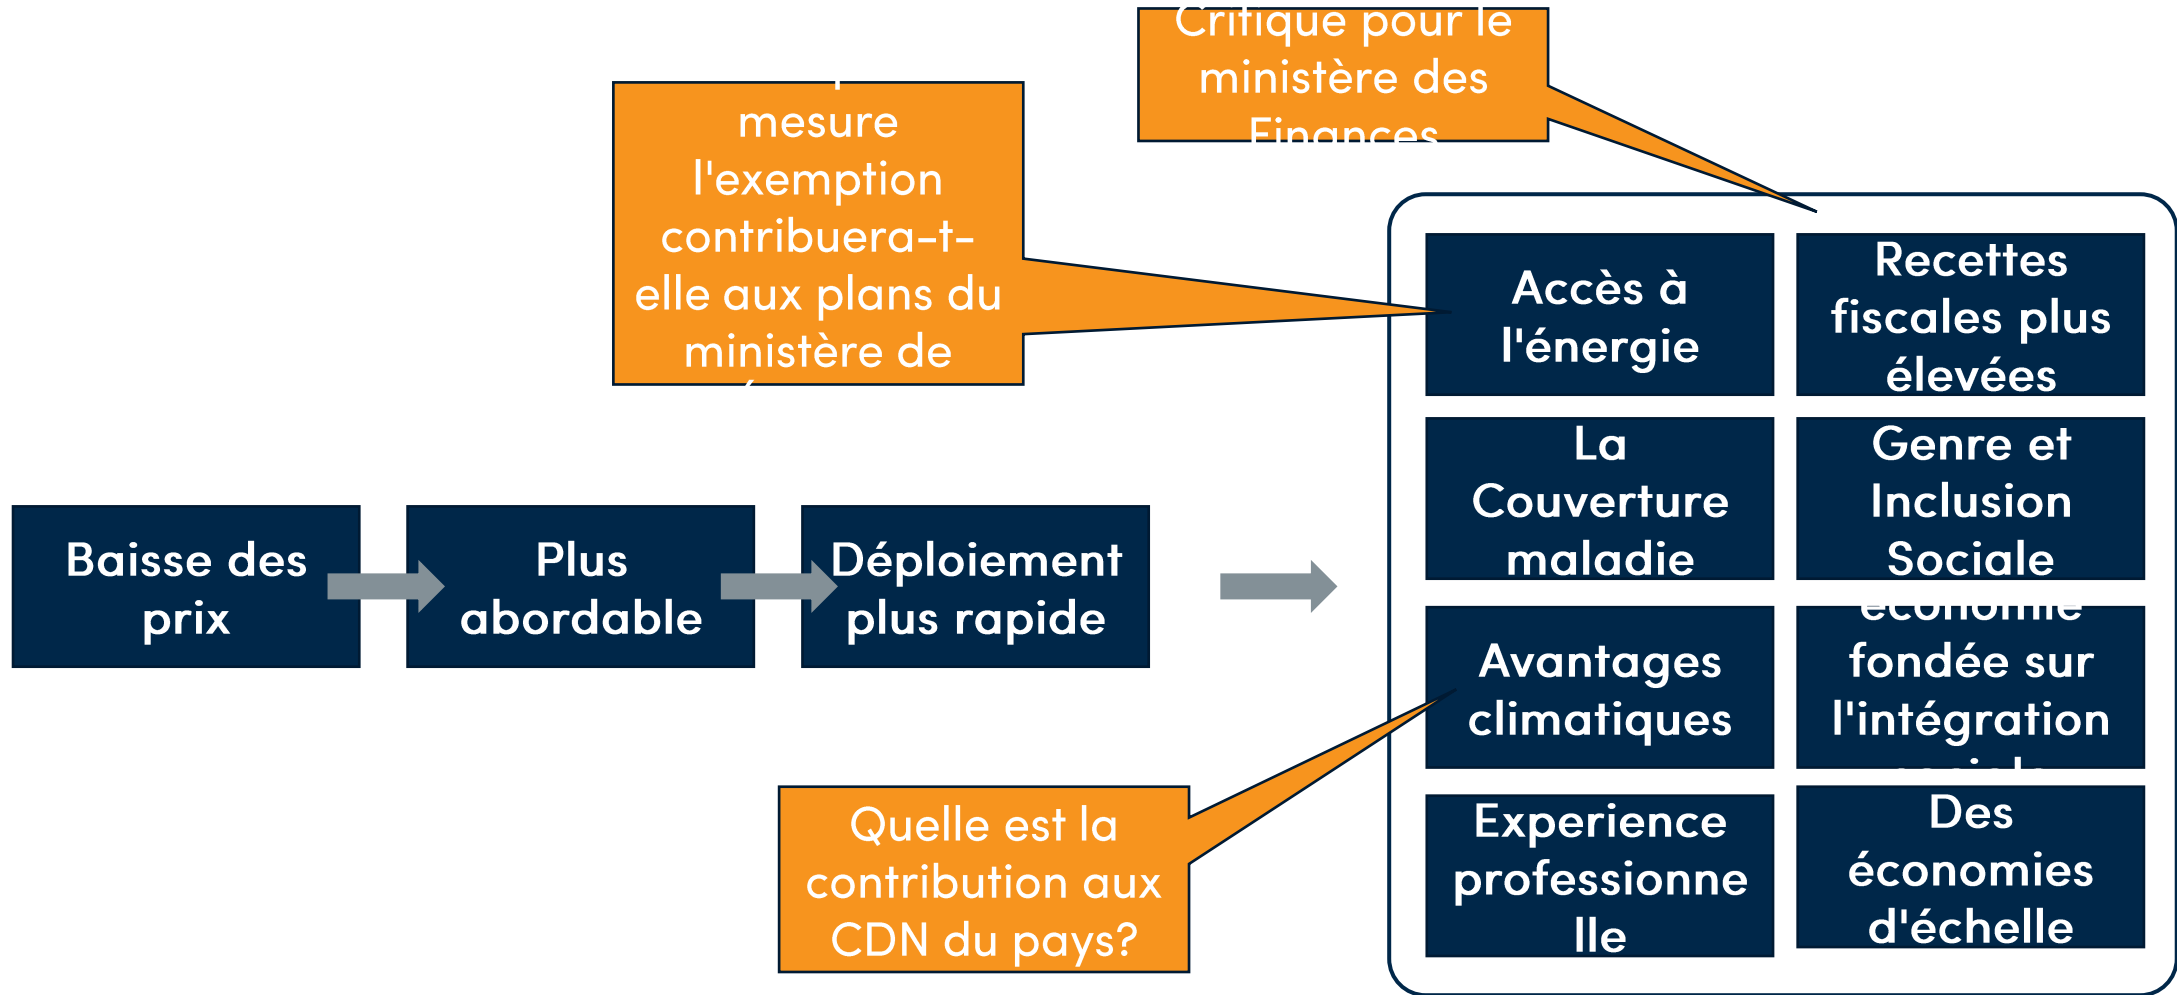 Critique pour le
ministère des
Finances
mesure
l'exemption
contribuera-t-
elle aux plans du
ministère de
Accès à
l'énergie
Recettes
fiscales plus
élevées
La
Couverture
maladie
Genre et
Inclusion
Sociale
Baisse des
prix
Plus
abordable
Déploiement
plus rapide
Avantages
climatiques
économie
fondée sur
l'intégration
sociale
Quelle est la
contribution aux
CDN du pays?
Experience
professionne
lle
Des
économies
d'échelle